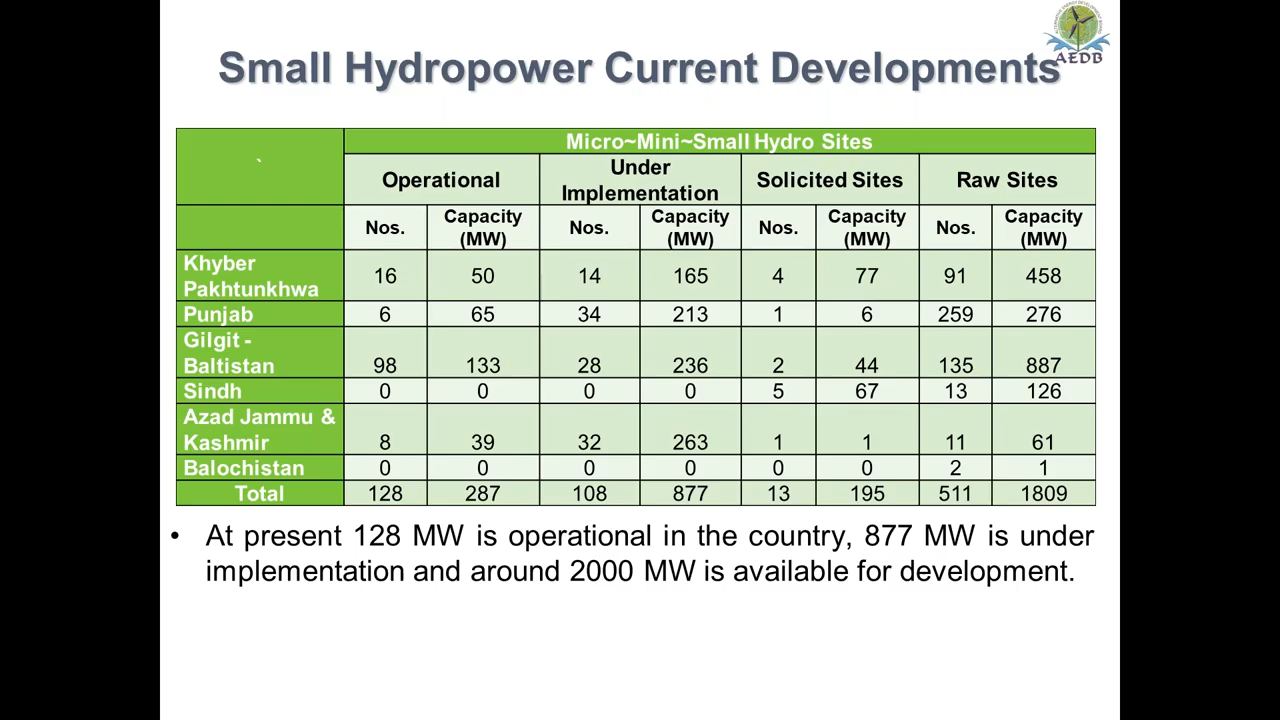 AEDB
Small Hydropower Current Developments
` Micro~Mini~Small Hydro Sites
Operational Under Implementation Solicited Sites Raw Sites
Nos. Capacity (MW) Nos. Capacity (MW) Nos. Capacity (MW) Nos. Capacity (MW)
Khyber Pakhtunkhwa 16 50 14 165 4 77 91 458
Punjab 6 65 34 213 1 6 259 276
Gilgit - Baltistan 98 133 28 236 2 44 135 887
Sindh 0 0 0 0 5 67 13 126
Azad Jammu & Kashmir 8 39 32 263 1 1 11 61
Balochistan 0 0 0 0 0 0 2 1
Total 128 287 108 877 13 195 511 1809
• At present 128 MW is operational in the country, 877 MW is under
implementation and around 2000 MW is available for development.